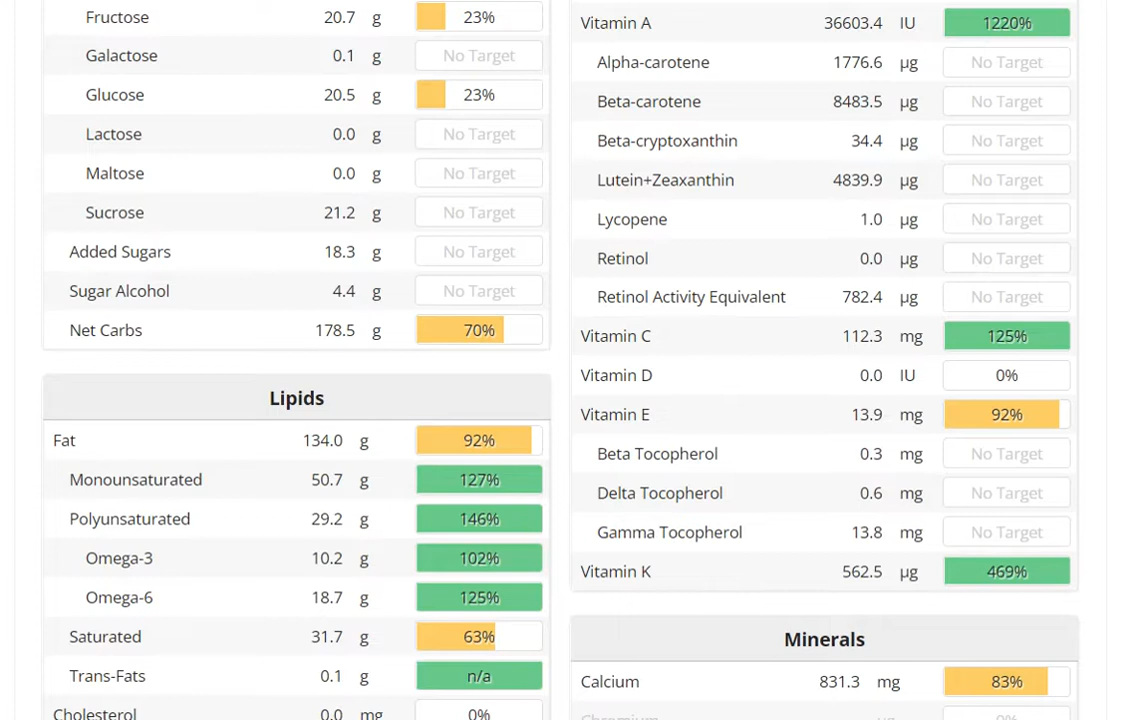 Fructose 20.7 g 23%
Galactose 0.1 g No Target
Glucose 20.5 g 23%
Lactose 0.0 g No Target
Maltose 0.0 g No Target
Sucrose 21.2 g No Target
Added Sugars 18.3 g No Target
Sugar Alcohol 4.4 g No Target
Net Carbs 178.5 g 70%
Lipids
Fat 134.0 g 92%
Monounsaturated 50.7 g 127%
Polyunsaturated 29.2 g 146%
Omega-3 10.2 g 102%
Omega-6 18.7 g 125%
Saturated 31.7 g 63%
Trans-Fats 0.1 g n/a
Cholesterol 0.0 mg 0%
Vitamin A 36603.4 IU 1220%
Alpha-carotene 1776.6 µg No Target
Beta-carotene 8483.5 µg No Target
Beta-cryptoxanthin 34.4 µg No Target
Lutein+Zeaxanthin 4839.9 µg No Target
Lycopene 1.0 µg No Target
Retinol 0.0 µg No Target
Retinol Activity Equivalent 782.4 µg No Target
Vitamin C 112.3 mg 125%
Vitamin D 0.0 IU 0%
Vitamin E 13.9 mg 92%
Beta Tocopherol 0.3 mg No Target
Delta Tocopherol 0.6 mg No Target
Gamma Tocopherol 13.8 mg No Target
Vitamin K 562.5 µg 469%
Minerals
Calcium 831.3 mg 83%
Chromium µg 0%